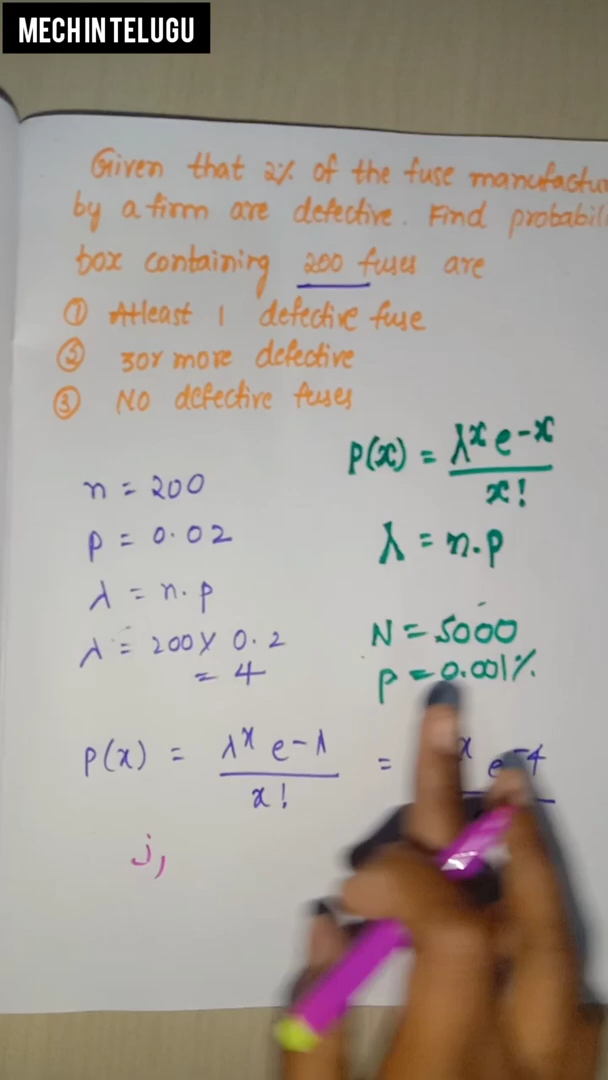 MECH IN TELUGU
Given that 2% of the fuse
by a firm are defective. Find
box containing 200 fuses are
① Atleast 1 defective fuse
② 3 or more defective
③ No defective fuses
P(x) = λ^x e^-x / x!
n = 200
p = 0.02
λ = n.p
λ = n.p
λ = 200 x 0.2
= 4
N = 5000
p = 0.001%
P(x) = λ^x e^-λ / x! = x e^-4
j,